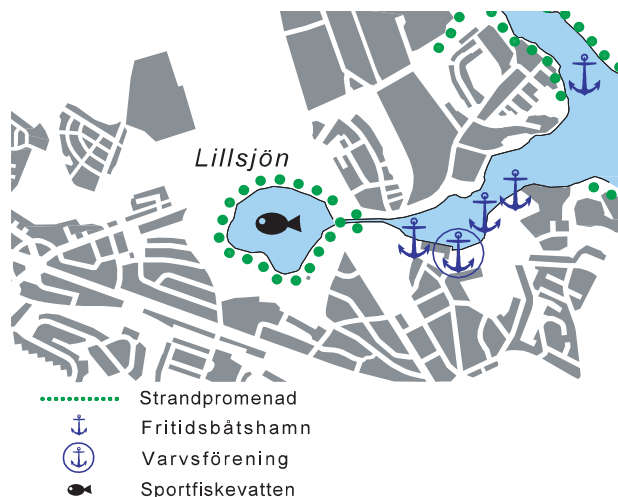 Lillsjön
Strandpromenad
Fritidsbåtshamn
Varvsförening
Sportfiskevatten